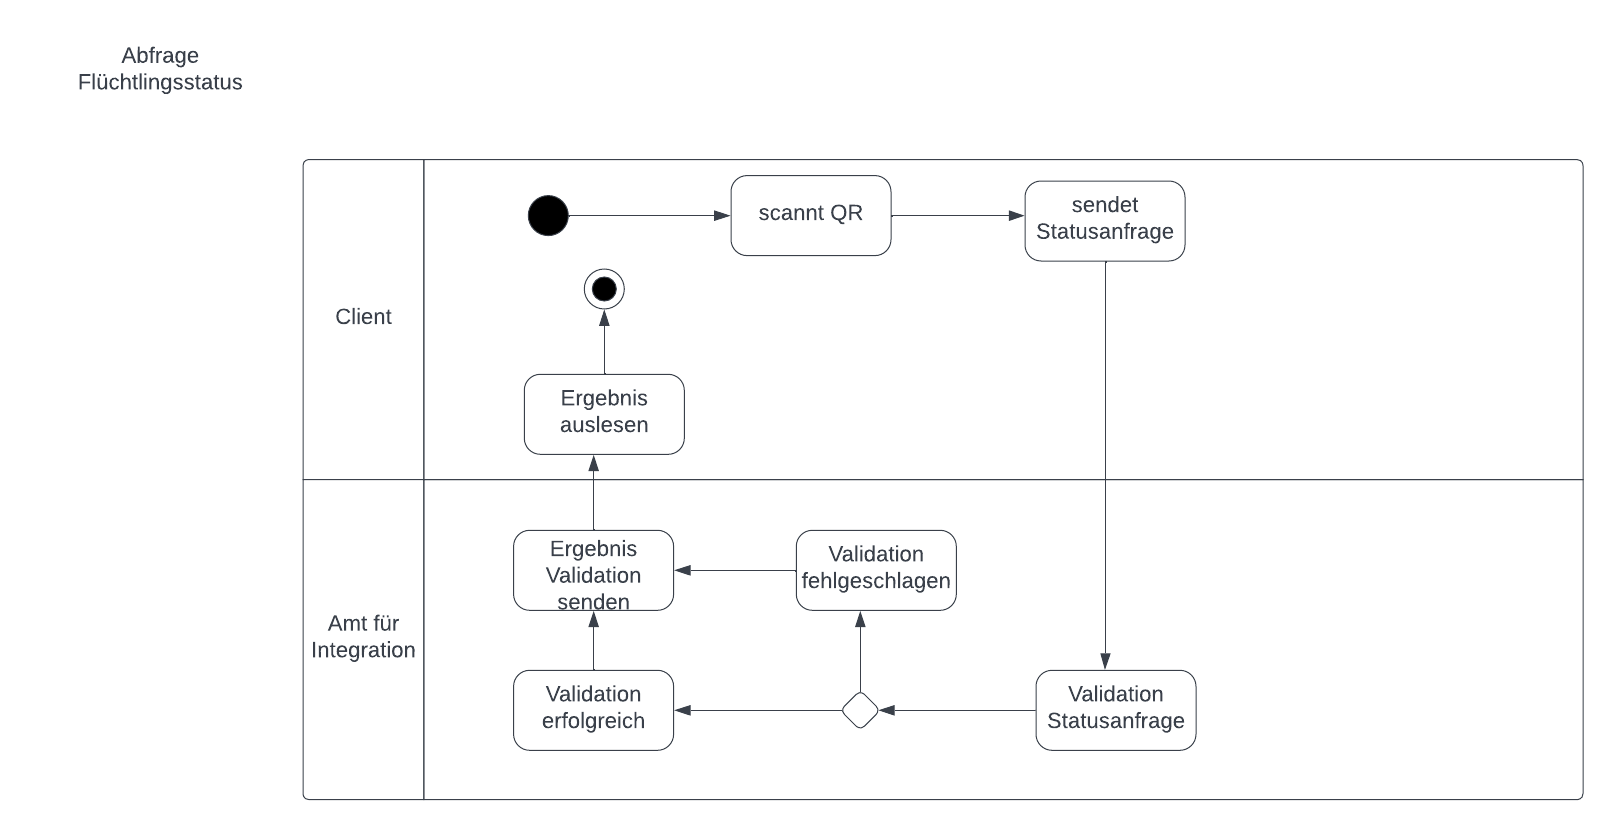 Abfrage
Flüchtlingsstatus
Client
scannt QR
sendet
Statusanfrage
Ergebnis
auslesen
Amt für
Integration
Ergebnis
Validation
senden
Validation
fehlgeschlagen
Validation
erfolgreich
Validation
Statusanfrage